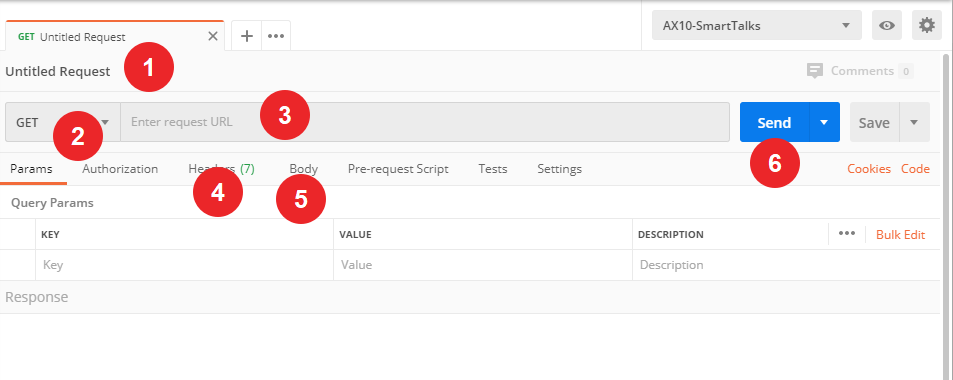 GET Untitled Request
AX10-SmartTalks
Untitled Request
1
Comments 0
GET
2
Enter request URL
3
Send
Save
6
Params Authorization Headers (7) Body Pre-request Script Tests Settings Cookies Code
4
5
Query Params
KEY VALUE DESCRIPTION Bulk Edit
Key Value Description
Response